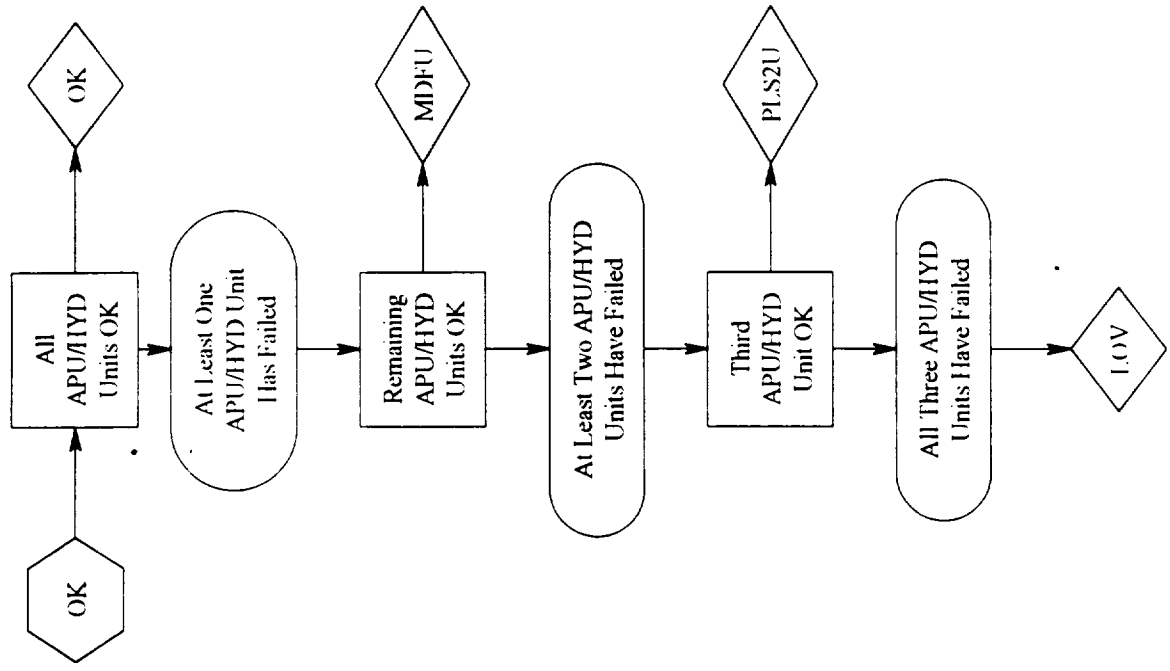 OK
All
APU/HYD
Units OK
OK
At Least One
APU/HYD Unit
Has Failed
Remaining
APU/HYD
Units OK
MDFU
At Least Two APU/HYD
Units Have Failed
Third
APU/HYD
Unit OK
PLS2U
All Three APU/HYD
Units Have Failed
LOV